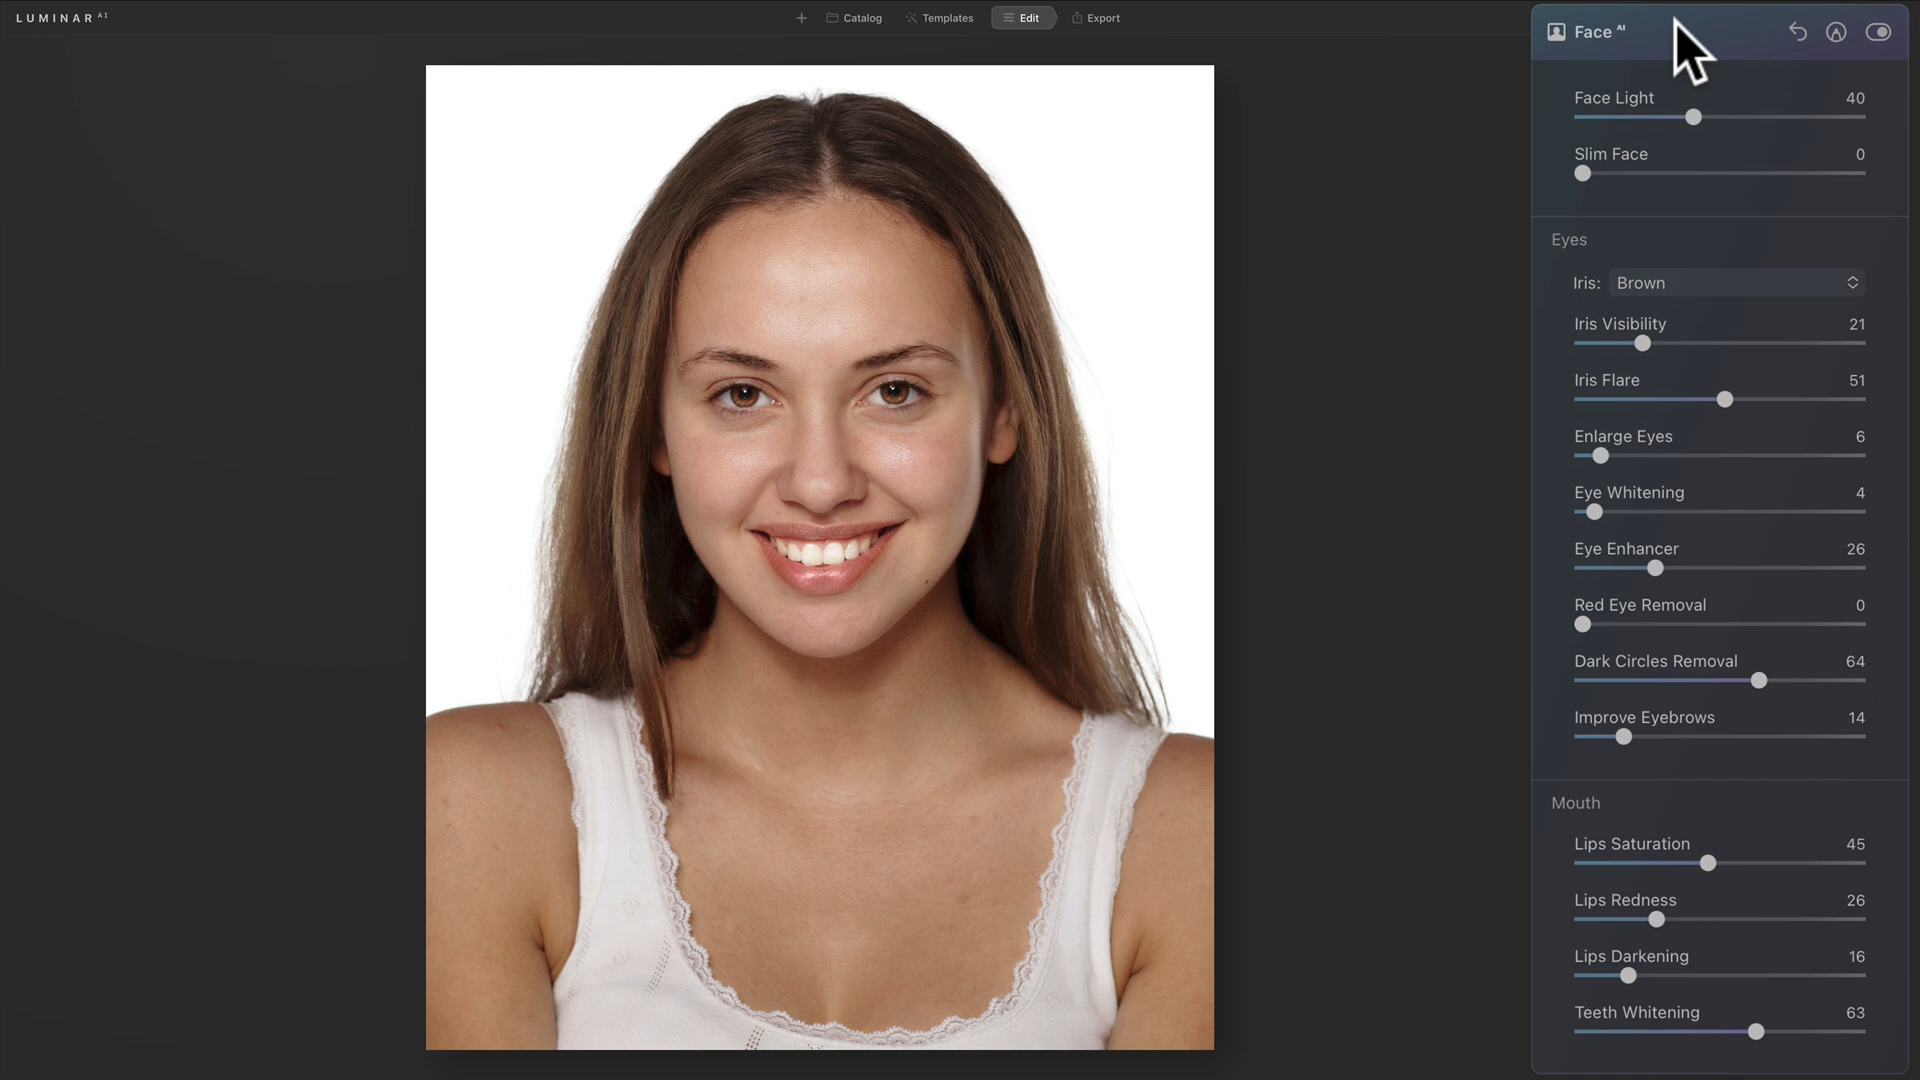 LUMINAR AI
Catalog
Templates
Edit
Export
Face AI
Face Light 40
Slim Face 0
Eyes
Iris: Brown
Iris Visibility 21
Iris Flare 51
Enlarge Eyes 6
Eye Whitening 4
Eye Enhancer 26
Red Eye Removal 0
Dark Circles Removal 64
Improve Eyebrows 14
Mouth
Lips Saturation 45
Lips Redness 26
Lips Darkening 16
Teeth Whitening 63